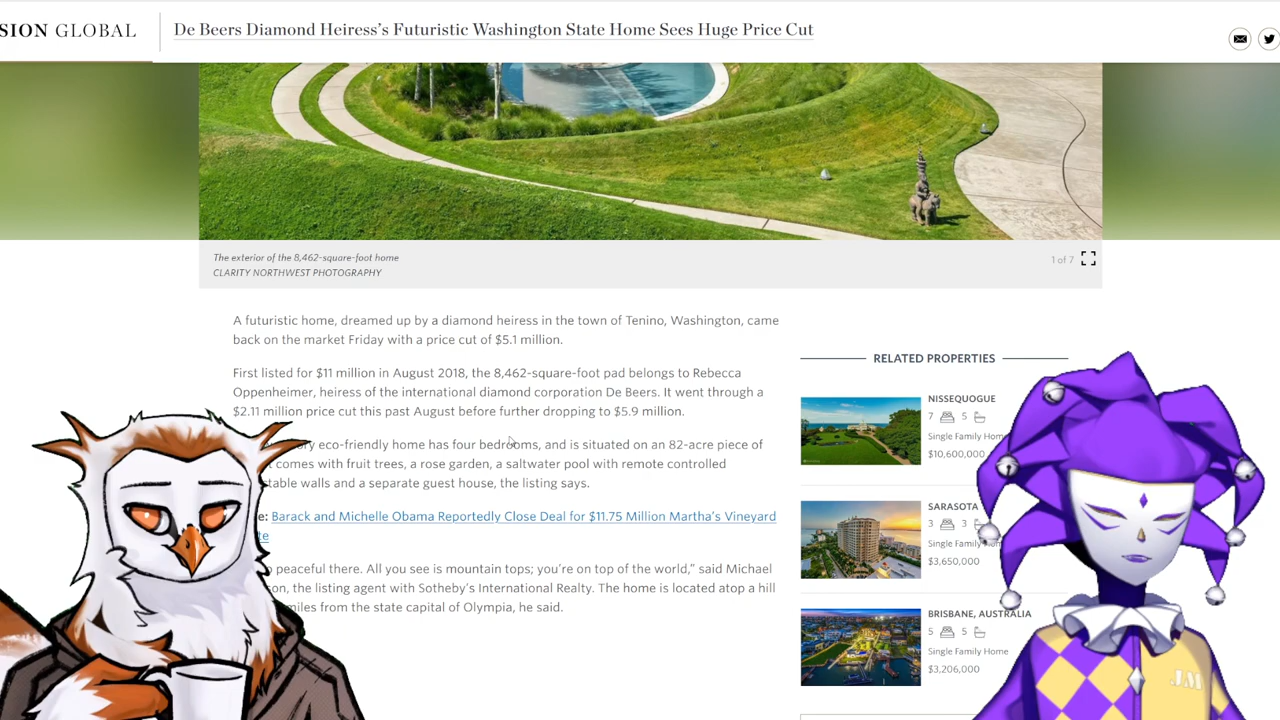 SION GLOBAL
De Beers Diamond Heiress's Futuristic Washington State Home Sees Huge Price Cut
The exterior of the 8,462-square-foot home
CLARITY NORTHWEST PHOTOGRAPHY
1 of 7
A futuristic home, dreamed up by a diamond heiress in the town of Tenino, Washington, came
back on the market Friday with a price cut of $5.1 million.
First listed for $11 million in August 2018, the 8,462-square-foot pad belongs to Rebecca
Oppenheimer, heiress of the international diamond corporation De Beers. It went through a
$2.11 million price cut this past August before further dropping to $5.9 million.
eco-friendly home has four bedrooms, and is situated on an 82-acre piece of
comes with fruit trees, a rose garden, a saltwater pool with remote controlled
table walls and a separate guest house, the listing says.
e: Barack and Michelle Obama Reportedly Close Deal for $11.75 Million Martha's Vineyard
te
peaceful there. All you see is mountain tops; you're on top of the world," said Michael
son, the listing agent with Sotheby's International Realty. The home is located atop a hill
miles from the state capital of Olympia, he said.
RELATED PROPERTIES
NISSEQUOGUE
7 5
Single Family Hom
$10,600,000
SARASOTA
3 3
Single Family Hom
$3,650,000
BRISBANE, AUSTRALIA
5 5
Single Family Home
$3,206,000
JM